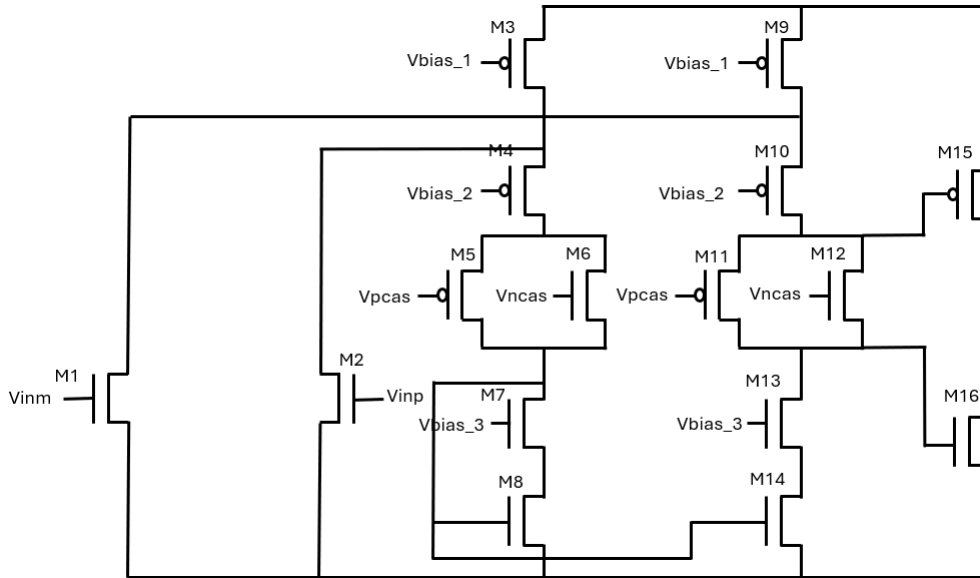 M3
M9
Vbias_1
Vbias_1
M4
M10
M15
Vbias_2
Vbias_2
M5
M6
M11
M12
Vpcas
Vncas
Vpcas
Vncas
M1
M2
M13
Vinm
Vinp
M7
M16
Vbias_3
Vbias_3
M8
M14